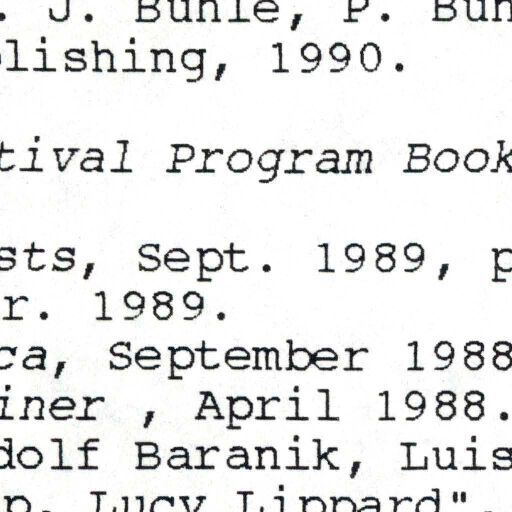 . J. Buhle, P. Buh
lishing, 1990.
tival Program Book
sts, Sept. 1989, p
r. 1989.
ca, September 1988
iner , April 1988.
dolf Baranik, Luis
p. Lucy Lippard".